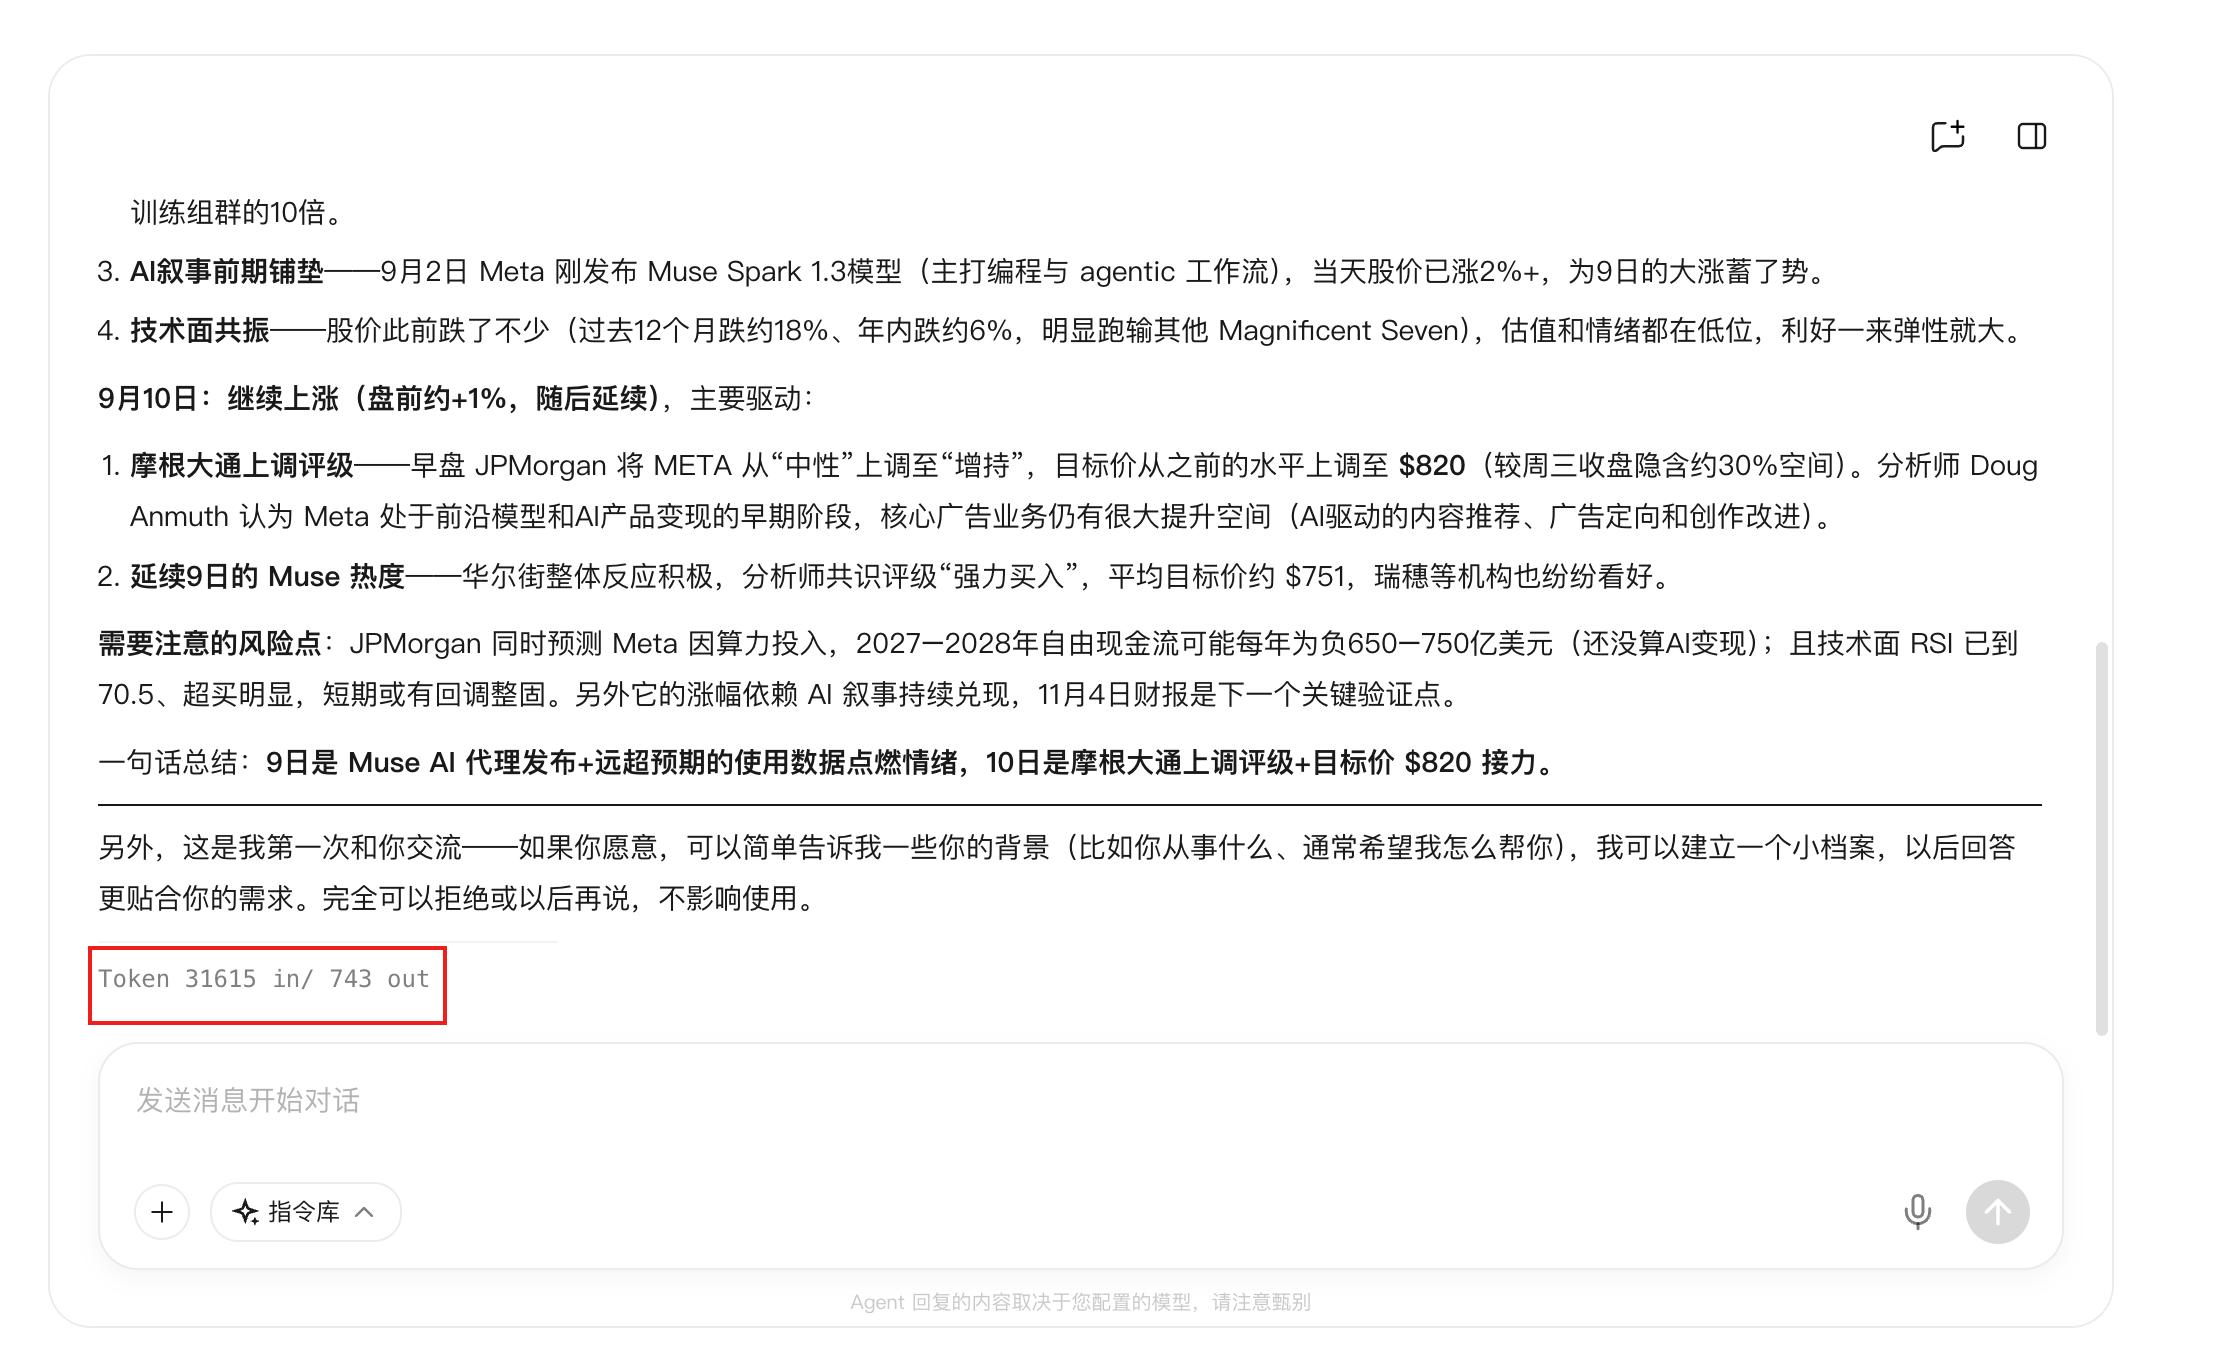 训练组群的10倍。
3. AI叙事前期铺垫——9月2日 Meta 刚发布 Muse Spark 1.3模型（主打编程与 agentic 工作流），当天股价已涨2%+，为9日的大涨蓄了势。
4. 技术面共振——股价此前跌了不少（过去12个月跌约18%、年内跌约6%，明显跑输其他 Magnificent Seven），估值和情绪都在低位，利好一来弹性就大。
9月10日：继续上涨（盘前约+1%，随后延续），主要驱动：
1. 摩根大通上调评级——早盘 JPMorgan 将 META 从“中性”上调至“增持”，目标价从之前的水平上调至 $820（较周三收盘隐含约30%空间）。分析师 Doug
Anmuth 认为 Meta 处于前沿模型和AI产品变现的早期阶段，核心广告业务仍有很大提升空间（AI驱动的内容推荐、广告定向和创作改进）。
2. 延续9日的 Muse 热度——华尔街整体反应积极，分析师共识评级“强力买入”，平均目标价约 $751，瑞穗等机构也纷纷看好。
需要注意的风险点：JPMorgan 同时预测 Meta 因算力投入，2027—2028年自由现金流可能每年为负650—750亿美元（还没算AI变现）；且技术面 RSI 已到
70.5、超买明显，短期或有回调整固。另外它的涨幅依赖 AI 叙事持续兑现，11月4日财报是下一个关键验证点。
一句话总结：9日是 Muse AI 代理发布+远超预期的使用数据点燃情绪，10日是摩根大通上调评级+目标价 $820 接力。
另外，这是我第一次和你交流——如果你愿意，可以简单告诉我一些你的背景（比如你从事什么、通常希望我怎么帮你），我可以建立一个小档案，以后回答
更贴合你的需求。完全可以拒绝或以后再说，不影响使用。
Token 31615 in/ 743 out
发送消息开始对话
指令库
Agent 回复的内容取决于您配置的模型，请注意甄别